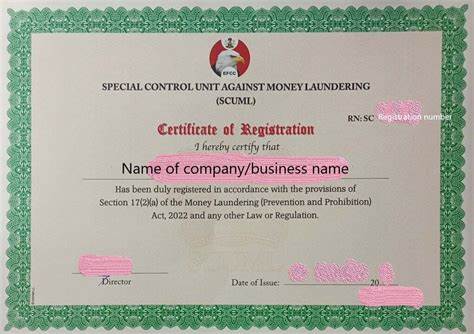 EFCC
SPECIAL CONTROL UNIT AGAINST MONEY LAUNDERING
(SCUML)
RN: SC
Registration number
Certificate of Registration
I hereby certify that
Name of company/business name
Has been duly registered in accordance with the provisions of
Section 17(2)(a) of the Money Laundering (Prevention and Prohibition)
Act, 2022 and any other Law or Regulation.
Director
Date of Issue:
20